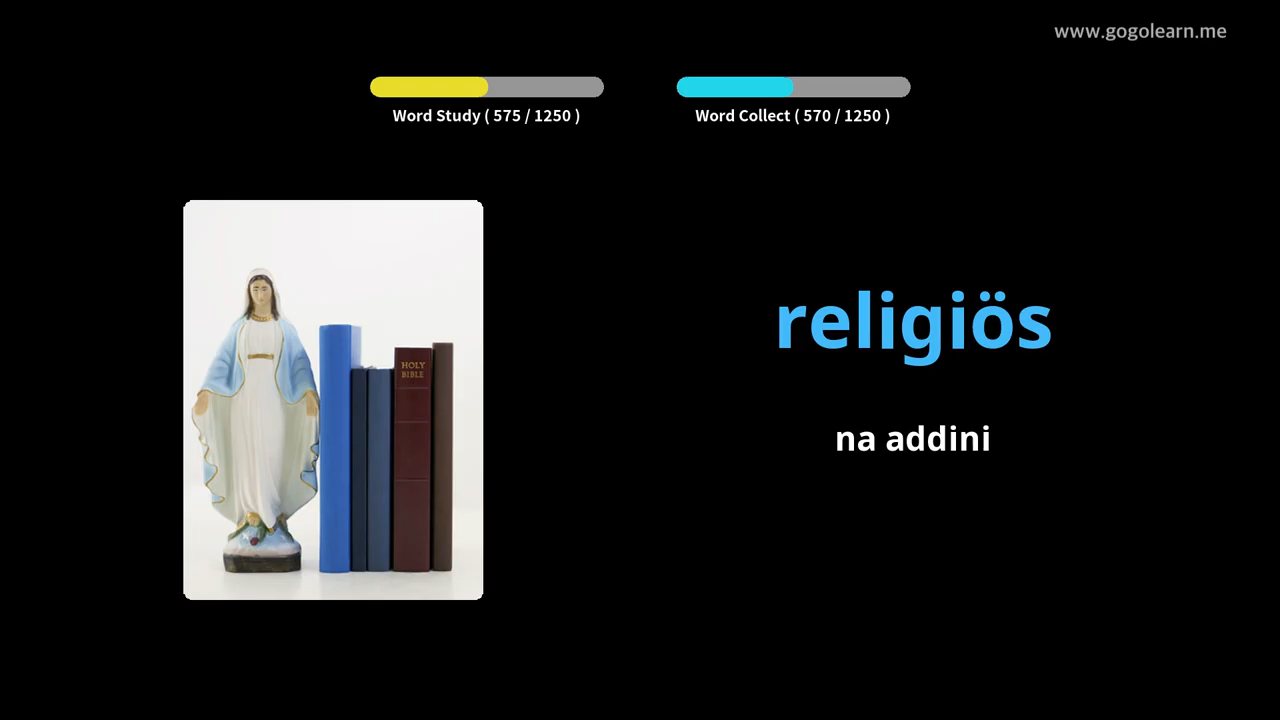 www.gogolearn.me
Word Study ( 575 / 1250 )
Word Collect ( 570 / 1250 )
HOLY
BIBLE
religiös
na addini